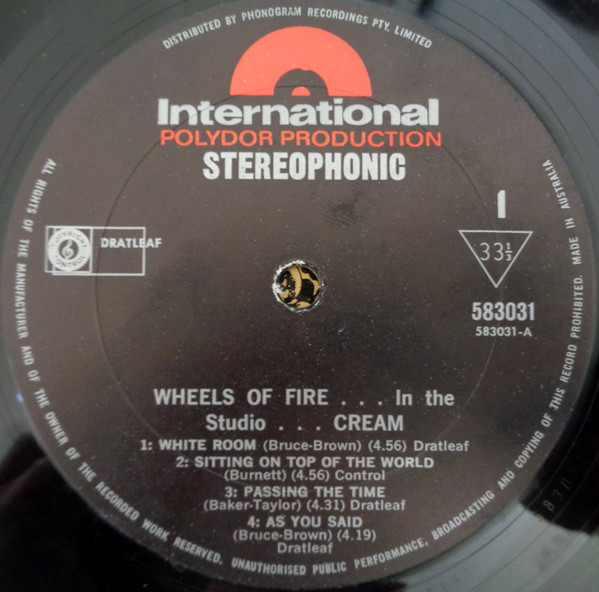 DISTRIBUTED BY PHONOGRAM RECORDINGS PTY. LIMITED
International
POLYDOR PRODUCTION
STEREOPHONIC
1
COPYRIGHT
CONTROL
DRATLEAF
33⅓
583031
583031-A
WHEELS OF FIRE . . . In the
Studio . . . CREAM
1: WHITE ROOM (Bruce-Brown) (4.56) Dratleaf
2: SITTING ON TOP OF THE WORLD
(Burnett) (4.56) Control
3: PASSING THE TIME
(Baker-Taylor) (4.31) Dratleaf
4: AS YOU SAID
(Bruce-Brown) (4.19)
Dratleaf
ALL RIGHTS OF THE MANUFACTURER AND OF THE OWNER OF THE RECORDED WORK RESERVED. UNAUTHORISED PUBLIC PERFORMANCE, BROADCASTING AND COPYING OF THIS RECORD PROHIBITED. MADE IN AUSTRALIA